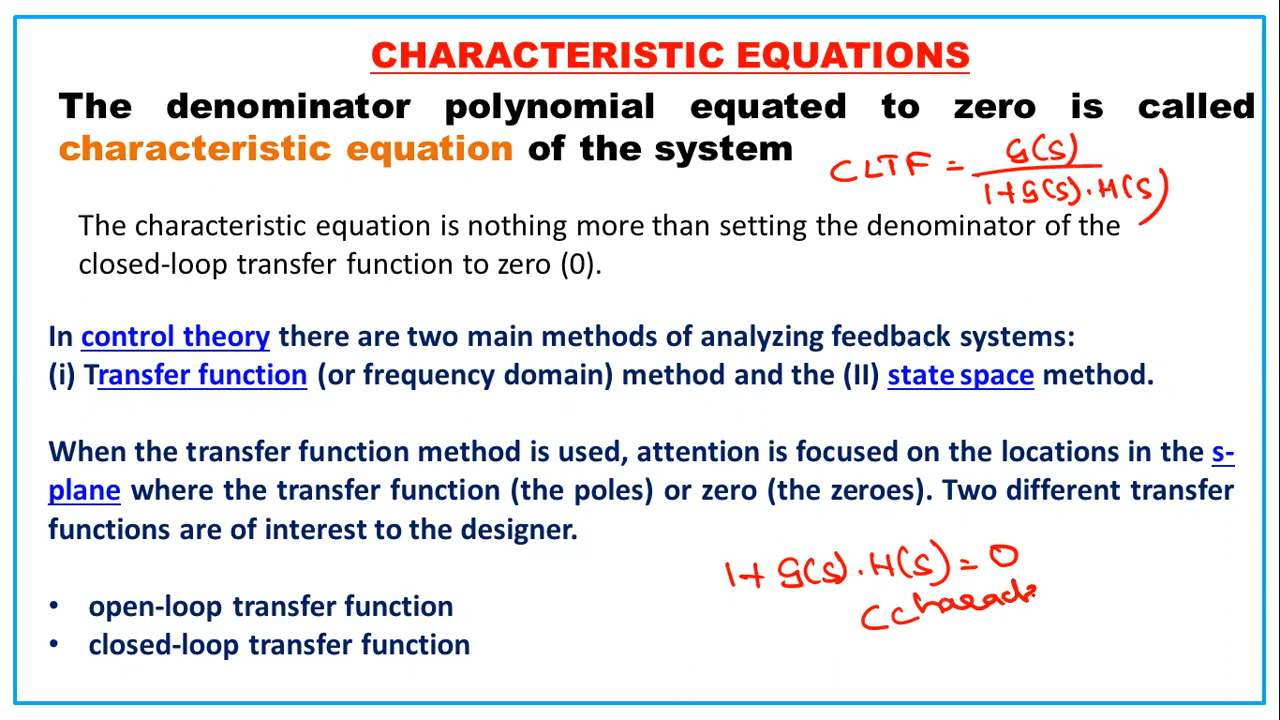 CHARACTERISTIC EQUATIONS
The denominator polynomial equated to zero is called
characteristic equation of the system
CLTF = G(S)
1+G(S).H(S)
The characteristic equation is nothing more than setting the denominator of the
closed-loop transfer function to zero (0).
In control theory there are two main methods of analyzing feedback systems:
(i) Transfer function (or frequency domain) method and the (II) state space method.
When the transfer function method is used, attention is focused on the locations in the s-
plane where the transfer function (the poles) or zero (the zeroes). Two different transfer
functions are of interest to the designer.
1+ G(S).H(S) = 0
• open-loop transfer function
• closed-loop transfer function